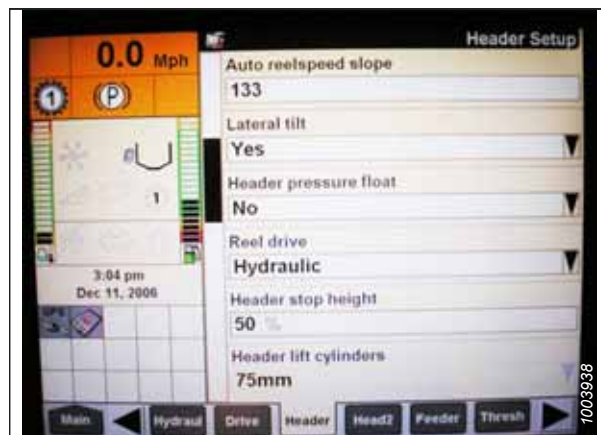 Header Setup
0.0 Mph
1
(P)
1
3:04 pm
Dec 11, 2006
GPS
Auto reelspeed slope
133
Lateral tilt
Yes
Header pressure float
No
Reel drive
Hydraulic
Header stop height
50 %
Header lift cylinders
75mm
Main
Hydraul
Drive
Header
Head2
Feeder
Thresh
1003938